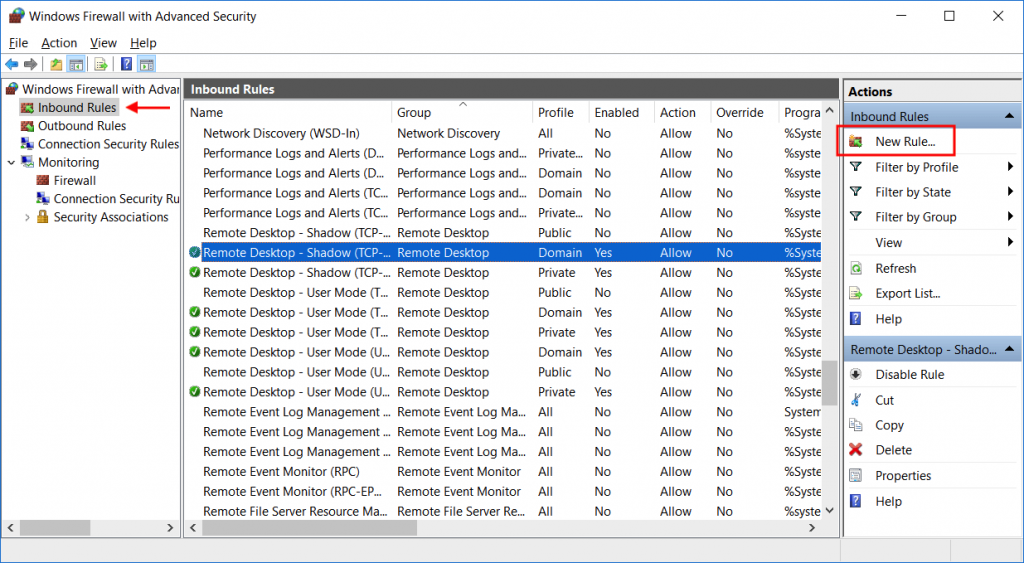 Windows Firewall with Advanced Security
File Action View Help
Windows Firewall with Advar
Inbound Rules
Outbound Rules
Connection Security Rules
Monitoring
Firewall
Connection Security Ru
Security Associations
Inbound Rules
Name Group Profile Enabled Action Override Progra
Network Discovery (WSD-In) Network Discovery All No Allow No %Syste
Performance Logs and Alerts (D... Performance Logs and... Private... No Allow No %syste
Performance Logs and Alerts (D... Performance Logs and... Domain No Allow No %syste
Performance Logs and Alerts (TC... Performance Logs and... Domain No Allow No %syste
Performance Logs and Alerts (TC... Performance Logs and... Private... No Allow No %syste
Remote Desktop - Shadow (TCP-... Remote Desktop Public No Allow No %Syste
Remote Desktop - Shadow (TCP-... Remote Desktop Domain Yes Allow No %Syste
Remote Desktop - Shadow (TCP-... Remote Desktop Private Yes Allow No %Syste
Remote Desktop - User Mode (T... Remote Desktop Public No Allow No %Syste
Remote Desktop - User Mode (T... Remote Desktop Domain Yes Allow No %Syste
Remote Desktop - User Mode (T... Remote Desktop Private Yes Allow No %Syste
Remote Desktop - User Mode (U... Remote Desktop Domain Yes Allow No %Syste
Remote Desktop - User Mode (U... Remote Desktop Public No Allow No %Syste
Remote Desktop - User Mode (U... Remote Desktop Private Yes Allow No %Syste
Remote Event Log Management ... Remote Event Log Ma... All No Allow No System
Remote Event Log Management ... Remote Event Log Ma... All No Allow No %Syste
Remote Event Log Management ... Remote Event Log Ma... All No Allow No %Syste
Remote Event Monitor (RPC) Remote Event Monitor All No Allow No %Syste
Remote Event Monitor (RPC-EP... Remote Event Monitor All No Allow No %Syste
Remote File Server Resource Ma... Remote File Server Re... All No Allow No %syste
Actions
Inbound Rules
New Rule...
Filter by Profile
Filter by State
Filter by Group
View
Refresh
Export List...
Help
Remote Desktop - Shado...
Disable Rule
Cut
Copy
Delete
Properties
Help